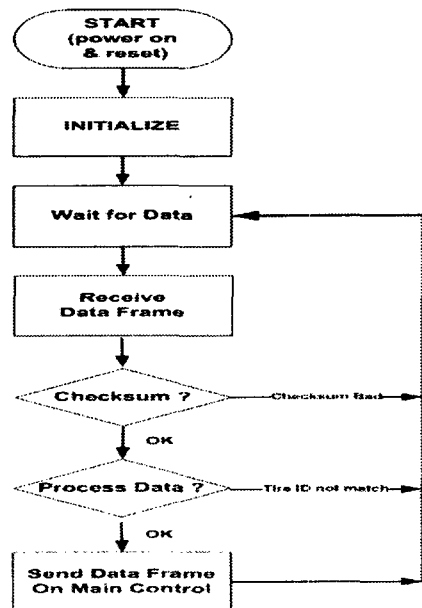 START
(power on
& reset)
INITIALIZE
Wait for Data
Receive
Data Frame
Checksum ?
Checksum Bad
OK
Process Data ?
Tire ID not match
OK
Send Data Frame
On Main Control